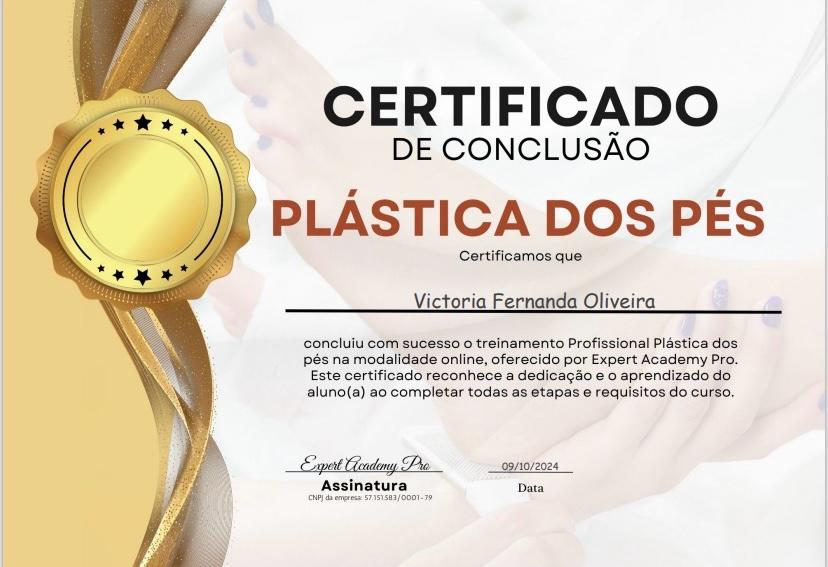 CERTIFICADO
DE CONCLUSÃO
PLÁSTICA DOS PÉS
Certificamos que
Victoria Fernanda Oliveira
concluiu com sucesso o treinamento Profissional Plástica dos
pés na modalidade online, oferecido por Expert Academy Pro.
Este certificado reconhece a dedicação e o aprendizado do
aluno(a) ao completar todas as etapas e requisitos do curso.
Expert Academy Pro
09/10/2024
Assinatura
Data
CNPJ da empresa: 57.151.583/0001-79